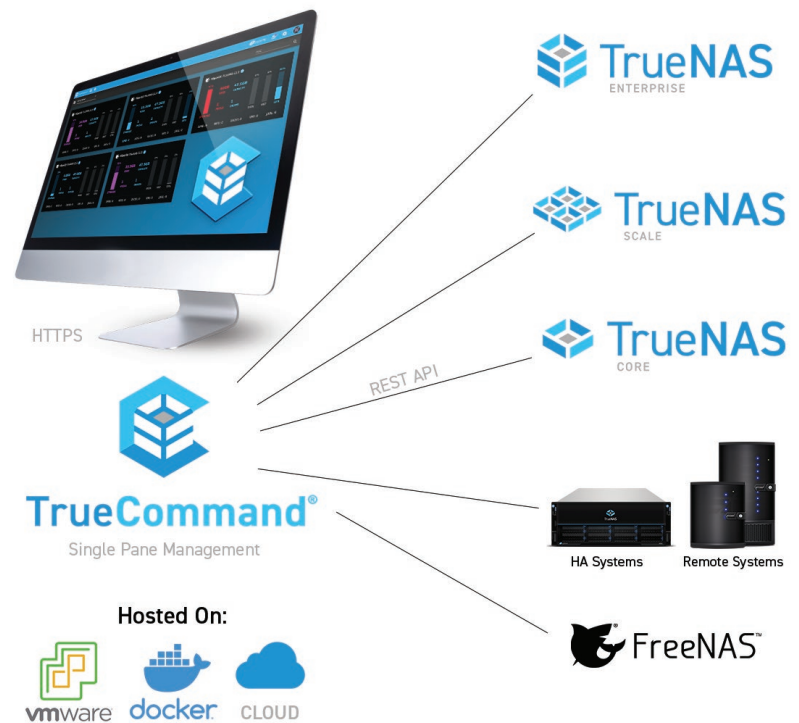 TrueNAS
ENTERPRISE
TrueNAS
SCALE
HTTPS
TrueNAS
CORE
REST API
TrueCommand®
Single Pane Management
TrueNAS
HA Systems
Remote Systems
Hosted On:
FreeNAS™
vmware
docker
CLOUD